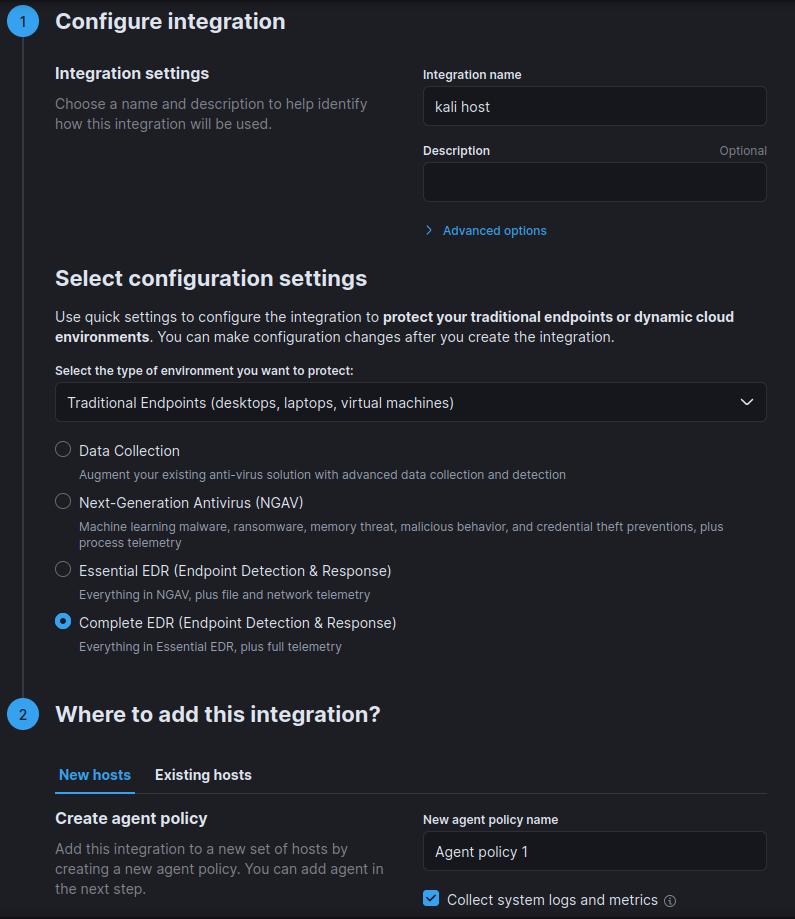 1 Configure integration
Integration settings
Choose a name and description to help identify
how this integration will be used.
Integration name
kali host
Description Optional
Advanced options
Select configuration settings
Use quick settings to configure the integration to protect your traditional endpoints or dynamic cloud
environments. You can make configuration changes after you create the integration.
Select the type of environment you want to protect:
Traditional Endpoints (desktops, laptops, virtual machines)
Data Collection
Augment your existing anti-virus solution with advanced data collection and detection
Next-Generation Antivirus (NGAV)
Machine learning malware, ransomware, memory threat, malicious behavior, and credential theft preventions, plus
process telemetry
Essential EDR (Endpoint Detection & Response)
Everything in NGAV, plus file and network telemetry
Complete EDR (Endpoint Detection & Response)
Everything in Essential EDR, plus full telemetry
2 Where to add this integration?
New hosts Existing hosts
Create agent policy
Add this integration to a new set of hosts by
creating a new agent policy. You can add agent in
the next step.
New agent policy name
Agent policy 1
Collect system logs and metrics